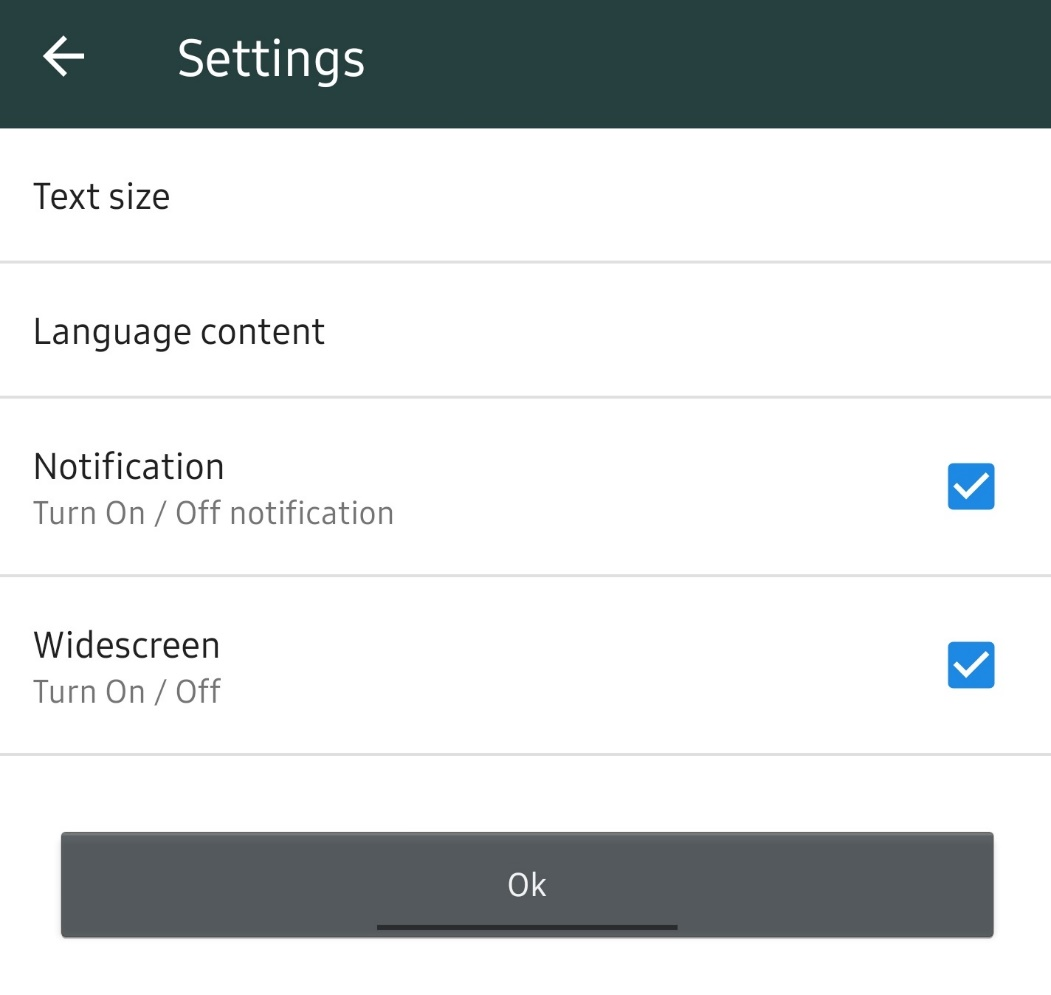 Settings
Text size
Language content
Notification
Turn On / Off notification
Widescreen
Turn On / Off
Ok